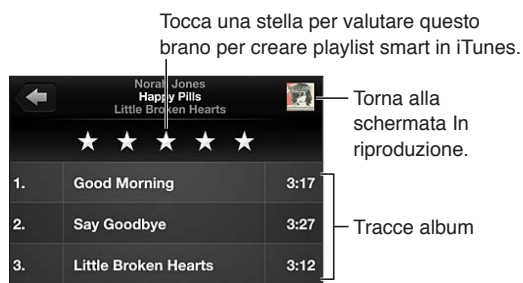 Tocca una stella per valutare questo
brano per creare playlist smart in iTunes.
Norah Jones
Happy Pills
Little Broken Hearts
Torna alla
schermata In
riproduzione.
1. Good Morning 3:17
2. Say Goodbye 3:27
3. Little Broken Hearts 3:12
Tracce album